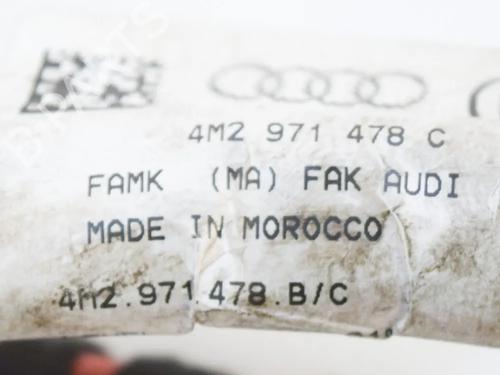 4M2 971 478 C
FAMK (MA) FAK AUDI
MADE IN MOROCCO
4M2.971.478.B/C